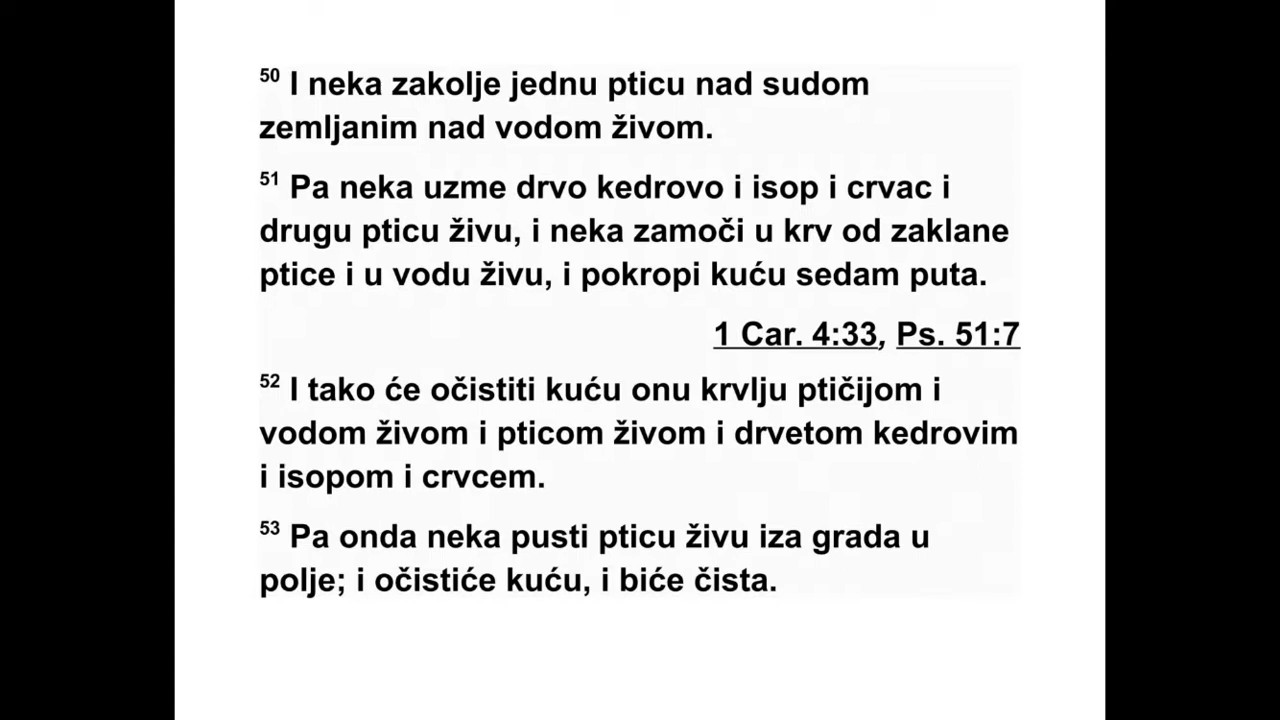 50 I neka zakolje jednu pticu nad sudom
zemljanim nad vodom živom.
51 Pa neka uzme drvo kedrovo i isop i crvac i
drugu pticu živu, i neka zamoči u krv od zaklane
ptice i u vodu živu, i pokropi kuću sedam puta.
1 Car. 4:33, Ps. 51:7
52 I tako će očistiti kuću onu krvlju ptičijom i
vodom živom i pticom živom i drvetom kedrovim
i isopom i crvcem.
53 Pa onda neka pusti pticu živu iza grada u
polje; i očistiće kuću, i biće čista.